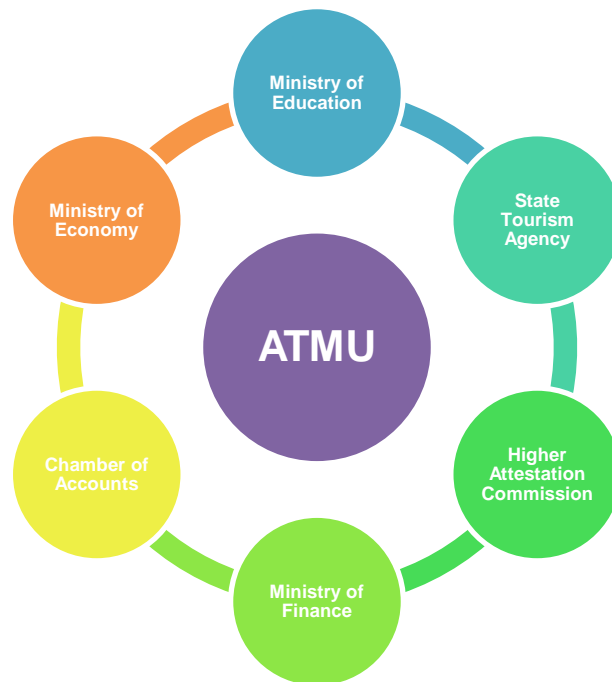 Ministry of
Education
State
Tourism
Agency
Higher
Attestation
Commission
Ministry of
Finance
Chamber of
Accounts
Ministry of
Economy
ATMU